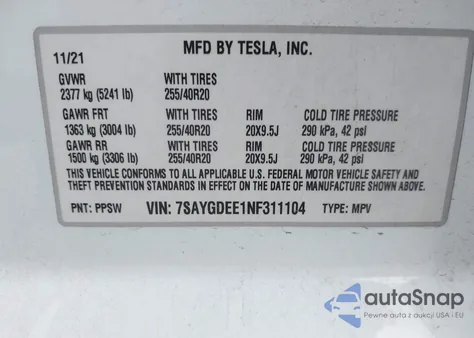 MFD BY TESLA, INC.
11/21
GVWR WITH TIRES
2377 kg (5241 lb) 255/40R20
GAWR FRT WITH TIRES RIM COLD TIRE PRESSURE
1363 kg (3004 lb) 255/40R20 20X9.5J 290 kPa, 42 psi
GAWR RR WITH TIRES RIM COLD TIRE PRESSURE
1500 kg (3306 lb) 255/40R20 20X9.5J 290 kPa, 42 psi
THIS VEHICLE CONFORMS TO ALL APPLICABLE U.S. FEDERAL MOTOR VEHICLE SAFETY AND
THEFT PREVENTION STANDARDS IN EFFECT ON THE DATE OF MANUFACTURE SHOWN ABOVE.
PNT: PPSW VIN: 7SAYGDEE1NF311104 TYPE: MPV
autoSnap
Pewne auta z aukcji USA - EU